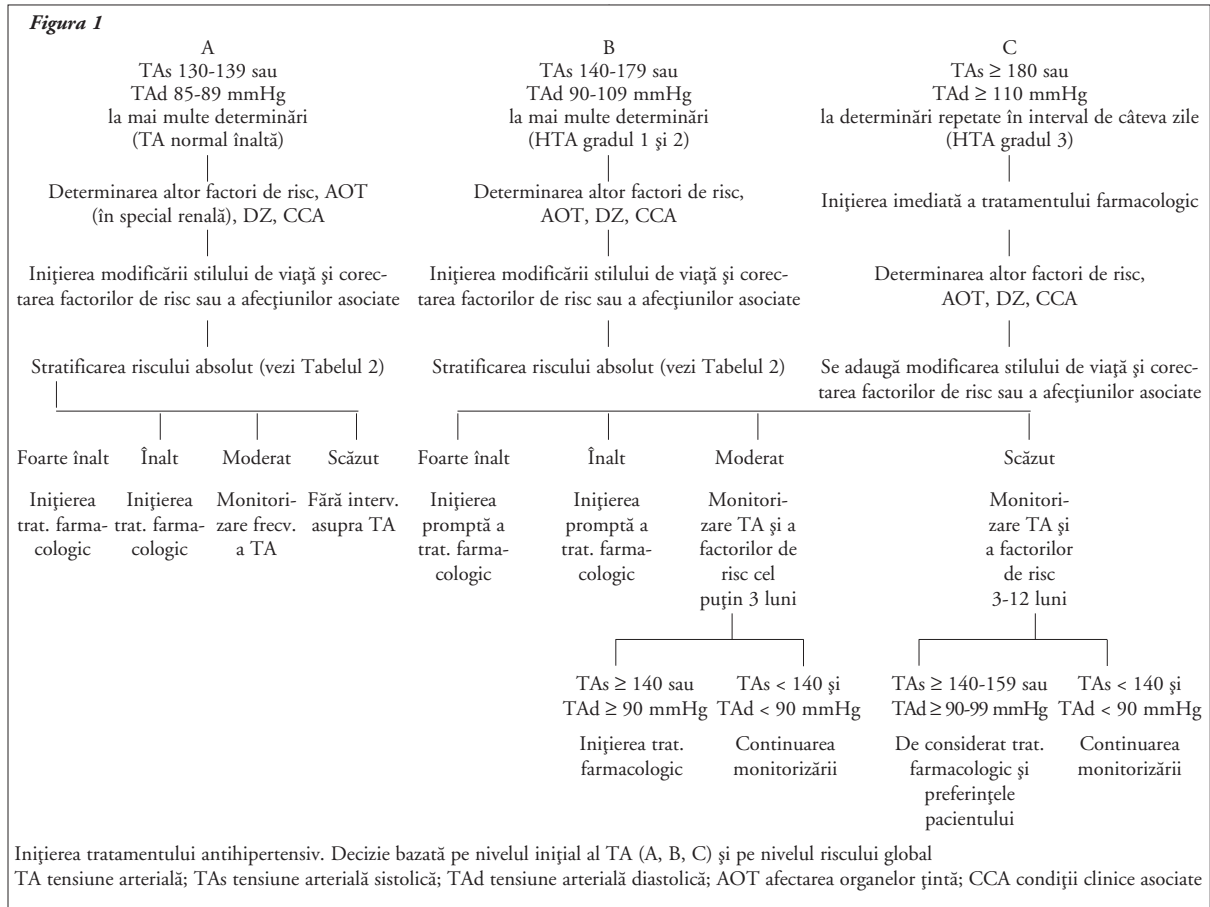 Figura 1
A
TAs 130-139 sau
TAd 85-89 mmHg
la mai multe determinări
(TA normal înaltă)
Determinarea altor factori de risc, AOT
(în special renală), DZ, CCA
Iniţierea modificării stilului de viaţă şi corec-
tarea factorilor de risc sau a afecţiunilor asociate
Stratificarea riscului absolut (vezi Tabelul 2)
Foarte înalt
Iniţierea
trat. farma-
cologic
Înalt
Iniţierea
trat. farma-
cologic
Moderat
Monitori-
zare frecv.
a TA
Scăzut
Fără interv.
asupra TA
B
TAs 140-179 sau
TAd 90-109 mmHg
la mai multe determinări
(HTA gradul 1 şi 2)
Determinarea altor factori de risc,
AOT, DZ, CCA
Iniţierea modificării stilului de viaţă şi corec-
tarea factorilor de risc sau a afecţiunilor asociate
Stratificarea riscului absolut (vezi Tabelul 2)
Foarte înalt
Iniţierea
promptă a
trat. farma-
cologic
Înalt
Iniţierea
promptă a
trat. farma-
cologic
Moderat
Monitori-
zare TA şi a
factorilor de
risc cel
puţin 3 luni
TAs ≥ 140 sau
TAd ≥ 90 mmHg
Iniţierea trat.
farmacologic
TAs < 140 şi
TAd < 90 mmHg
Continuarea
monitorizării
Scăzut
Monitori-
zare TA şi
a factorilor
de risc
3-12 luni
TAs ≥ 140-159 sau
TAd ≥ 90-99 mmHg
De considerat trat.
farmacologic şi
preferinţele
pacientului
TAs < 140 şi
TAd < 90 mmHg
Continuarea
monitorizării
C
TAs ≥ 180 sau
TAd ≥ 110 mmHg
la determinări repetate în interval de câteva zile
(HTA gradul 3)
Iniţierea imediată a tratamentului farmacologic
Determinarea altor factori de risc,
AOT, DZ, CCA
Se adaugă modificarea stilului de viaţă şi corec-
tarea factorilor de risc sau a afecţiunilor asociate
Iniţierea tratamentului antihipertensiv. Decizie bazată pe nivelul iniţial al TA (A, B, C) şi pe nivelul riscului global
TA tensiune arterială; TAs tensiune arterială sistolică; TAd tensiune arterială diastolică; AOT afectarea organelor ţintă; CCA condiţii clinice asociate